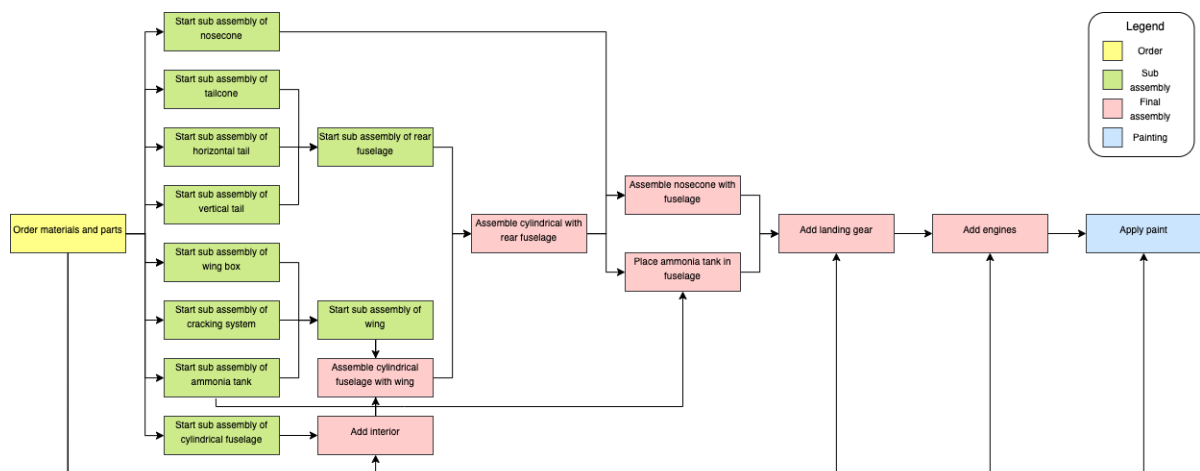 Start sub assembly of
nosecone
Legend
Order
Sub
assembly
Final
assembly
Painting
Start sub assembly of
tailcone
Start sub assembly of
horizontal tail
Start sub assembly of rear
fuselage
Start sub assembly of
vertical tail
Assemble nosecone with
fuselage
Order materials and parts
Assemble cylindrical with
rear fuselage
Add landing gear
Add engines
Apply paint
Start sub assembly of
wing box
Place ammonia tank in
fuselage
Start sub assembly of
cracking system
Start sub assembly of
wing
Start sub assembly of
ammonia tank
Assemble cylindrical
fuselage with wing
Start sub assembly of
cylindrical fuselage
Add interior